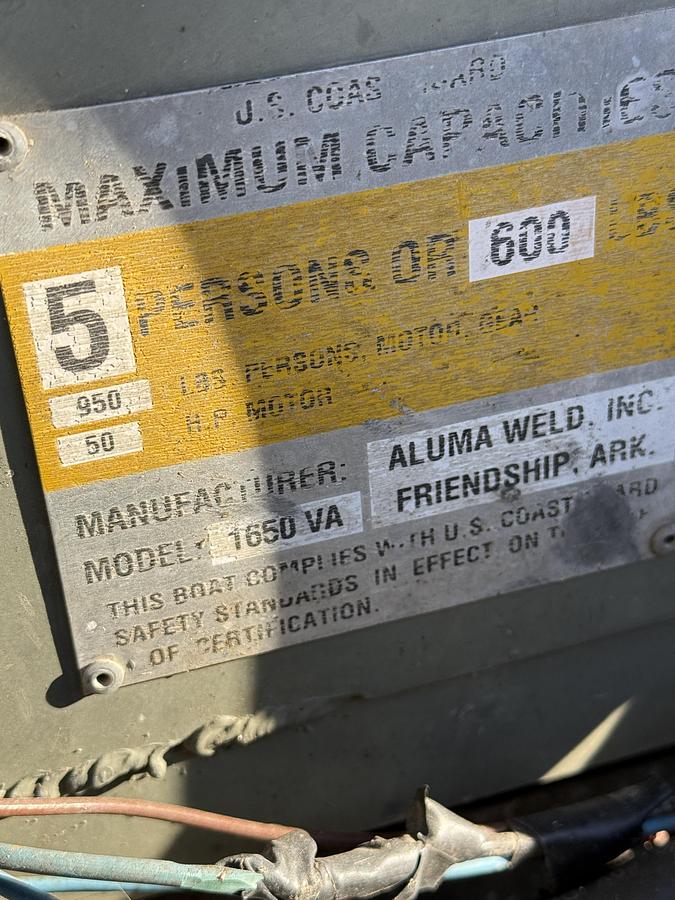 U.S. COAST GUARD
MAXIMUM CAPACITIES
5 PERSONS OR 600
950 LBS. PERSONS, MOTOR, GEAR
50 H.P. MOTOR
MANUFACTURER: ALUMA WELD, INC.
FRIENDSHIP, ARK.
MODEL: 1650 VA
THIS BOAT COMPLIES WITH U.S. COAST GUARD
SAFETY STANDARDS IN EFFECT ON THE
OF CERTIFICATION.